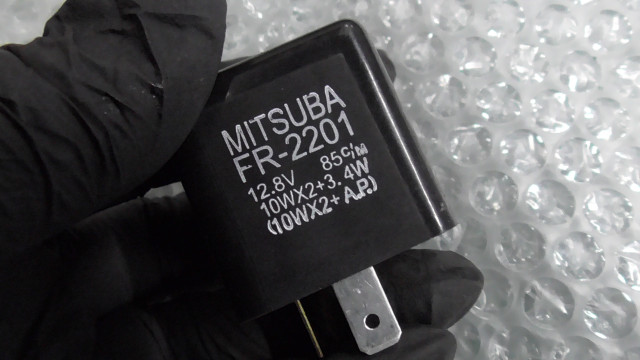 MITSUBA
FR-2201
12.8V 85c/M
10WX2+3.4W
(10WX2+A.P.)